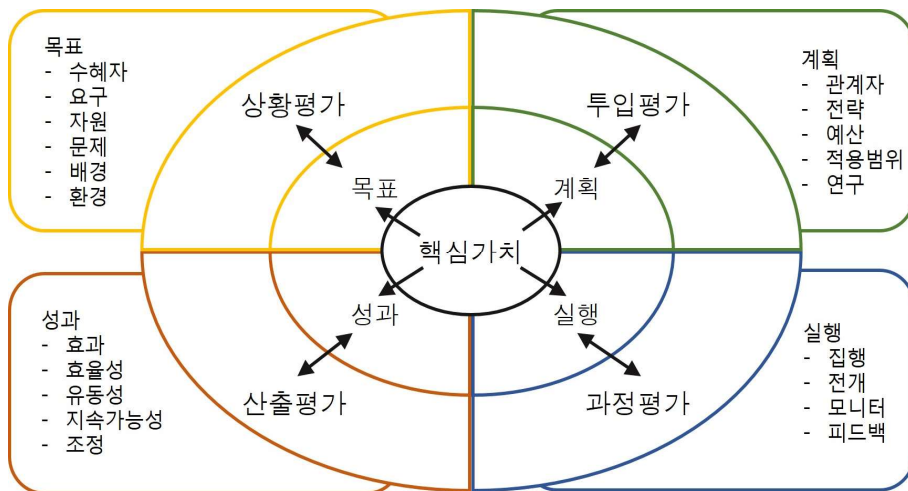 목표
- 수혜자
- 요구
- 자원
- 문제
- 배경
- 환경
계획
- 관계자
- 전략
- 예산
- 적용범위
- 연구
상황평가
투입평가
목표
계획
핵심가치
성과
실행
산출평가
과정평가
성과
- 효과
- 효율성
- 유동성
- 지속가능성
- 조정
실행
- 집행
- 전개
- 모니터
- 피드백